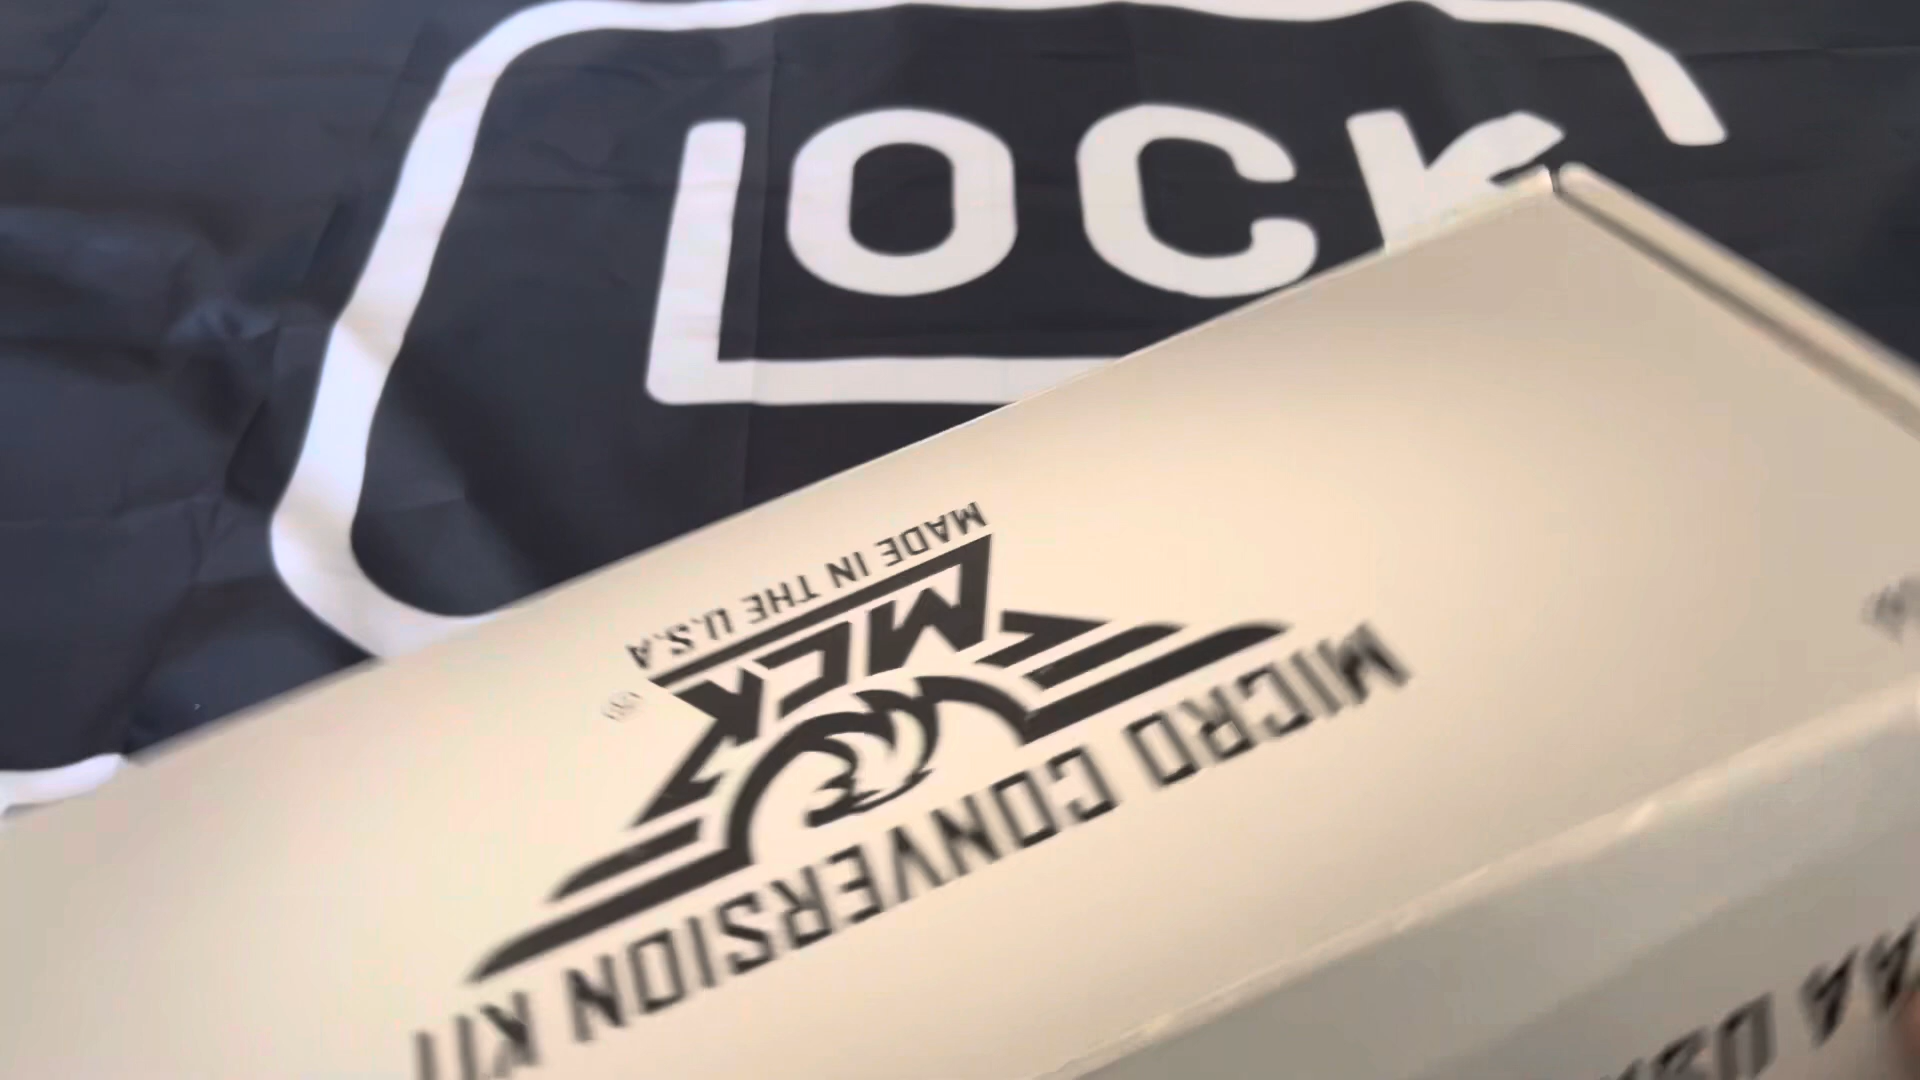 LOCK
MICRO CONVERSION KIT
MCK
MADE IN THE U.S.A